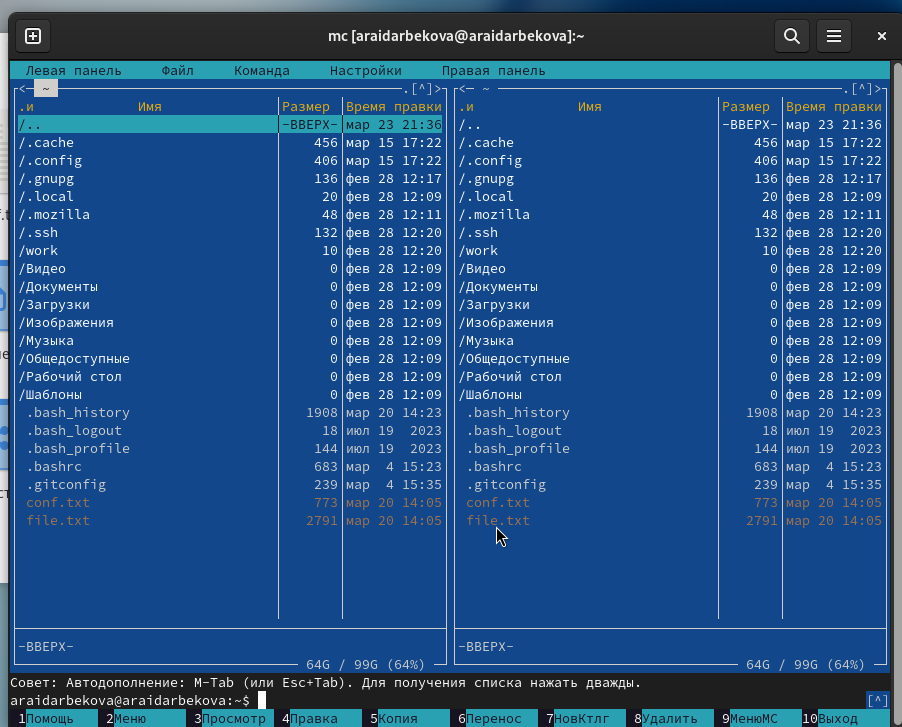 mc [araidarbekova@araidarbekova]:~
Левая панель Файл Команда Настройки Правая панель
<─ ~ .[^]> <─ ~ .[^]>
.и Имя Размер Время правки .и Имя Размер Время правки
/.. -ВВЕРХ- мар 23 21:36 /.. -ВВЕРХ- мар 23 21:36
/.cache 456 мар 15 17:22 /.cache 456 мар 15 17:22
/.config 406 мар 15 17:22 /.config 406 мар 15 17:22
/.gnupg 136 фев 28 12:17 /.gnupg 136 фев 28 12:17
/.local 20 фев 28 12:09 /.local 20 фев 28 12:09
/.mozilla 48 фев 28 12:11 /.mozilla 48 фев 28 12:11
/.ssh 132 фев 28 12:20 /.ssh 132 фев 28 12:20
/work 10 фев 28 12:20 /work 10 фев 28 12:20
/Видео 0 фев 28 12:09 /Видео 0 фев 28 12:09
/Документы 0 фев 28 12:09 /Документы 0 фев 28 12:09
/Загрузки 0 фев 28 12:09 /Загрузки 0 фев 28 12:09
/Изображения 0 фев 28 12:09 /Изображения 0 фев 28 12:09
/Музыка 0 фев 28 12:09 /Музыка 0 фев 28 12:09
/Общедоступные 0 фев 28 12:09 /Общедоступные 0 фев 28 12:09
/Рабочий стол 0 фев 28 12:09 /Рабочий стол 0 фев 28 12:09
/Шаблоны 0 фев 28 12:09 /Шаблоны 0 фев 28 12:09
.bash_history 1908 мар 20 14:23 .bash_history 1908 мар 20 14:23
.bash_logout 18 июл 19 2023 .bash_logout 18 июл 19 2023
.bash_profile 144 июл 19 2023 .bash_profile 144 июл 19 2023
.bashrc 683 мар 4 15:23 .bashrc 683 мар 4 15:23
.gitconfig 239 мар 4 15:35 .gitconfig 239 мар 4 15:35
conf.txt 773 мар 20 14:05 conf.txt 773 мар 20 14:05
file.txt 2791 мар 20 14:05 file.txt 2791 мар 20 14:05
-ВВЕРХ- -ВВЕРХ-
64G / 99G (64%) 64G / 99G (64%)
Совет: Автодополнение: M-Tab (или Esc+Tab). Для получения списка нажать дважды.
araidarbekova@araidarbekova:~$ [^]
1Помощь 2Меню 3Просмотр 4Правка 5Копия 6Перенос 7НовКтлг 8Удалить 9МенюMC 10Выход